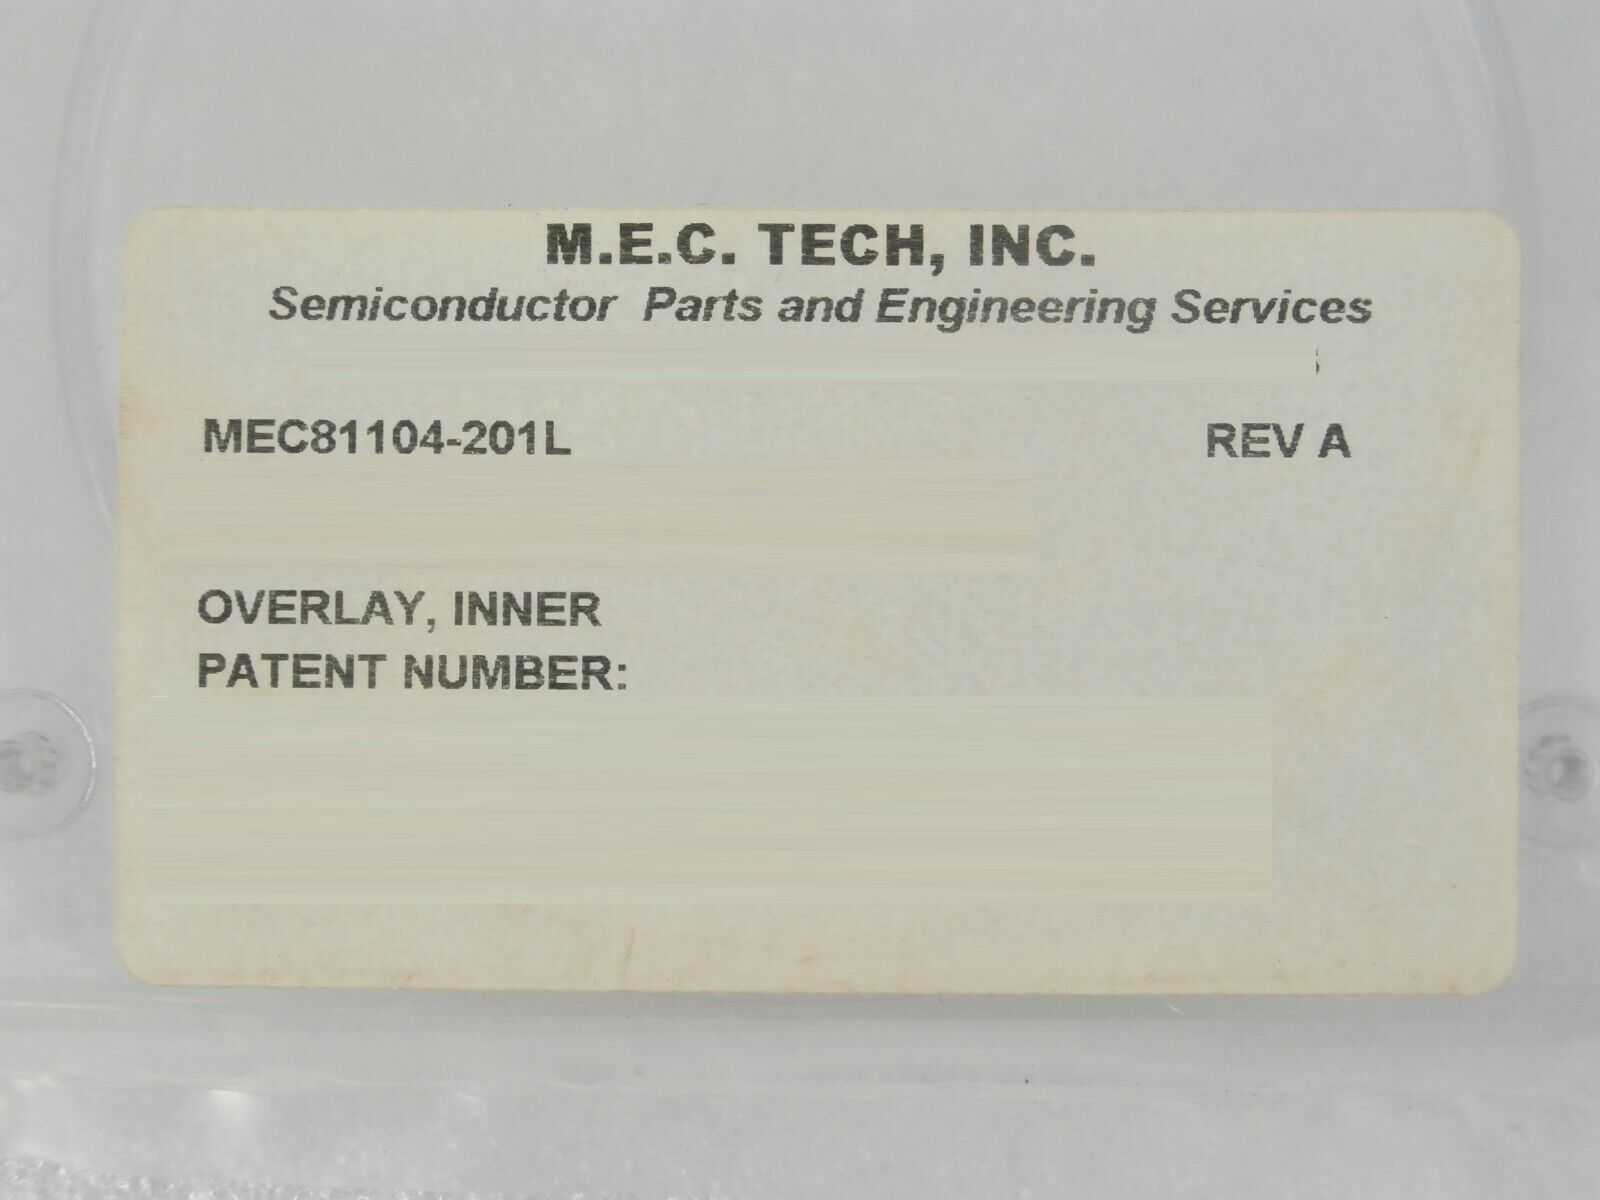 M.E.C. TECH, INC.
Semiconductor Parts and Engineering Services
MEC81104-201L REV A
OVERLAY, INNER
PATENT NUMBER: